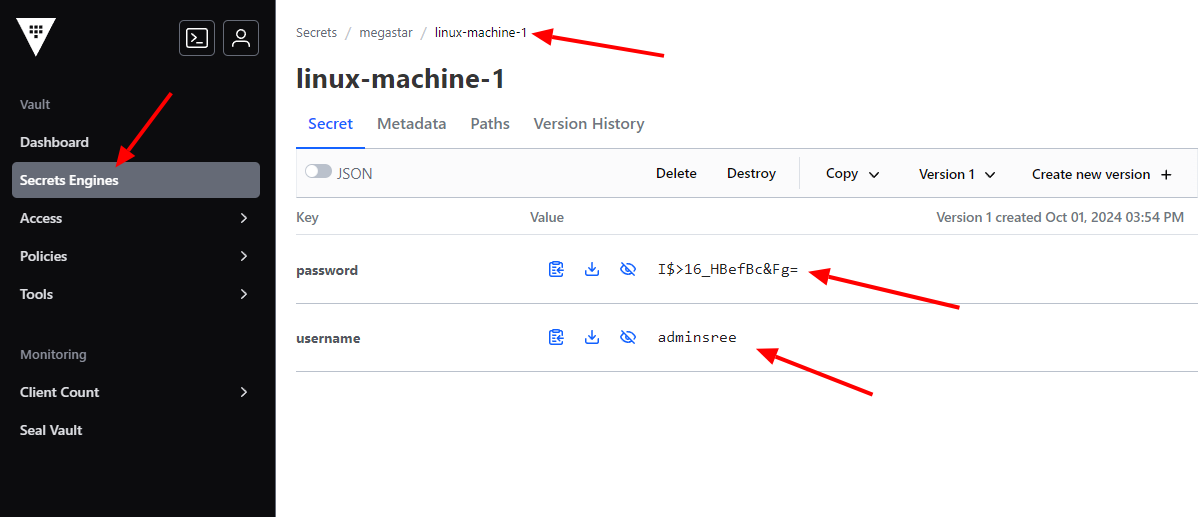 Secrets / megastar / linux-machine-1
linux-machine-1
Vault
Secret Metadata Paths Version History
Dashboard
Secrets Engines
JSON Delete Destroy Copy Version 1 Create new version +
Access
Key Value Version 1 created Oct 01, 2024 03:54 PM
Policies
password I$>16_HBefBc&Fg=
Tools
username adminsree
Monitoring
Client Count
Seal Vault